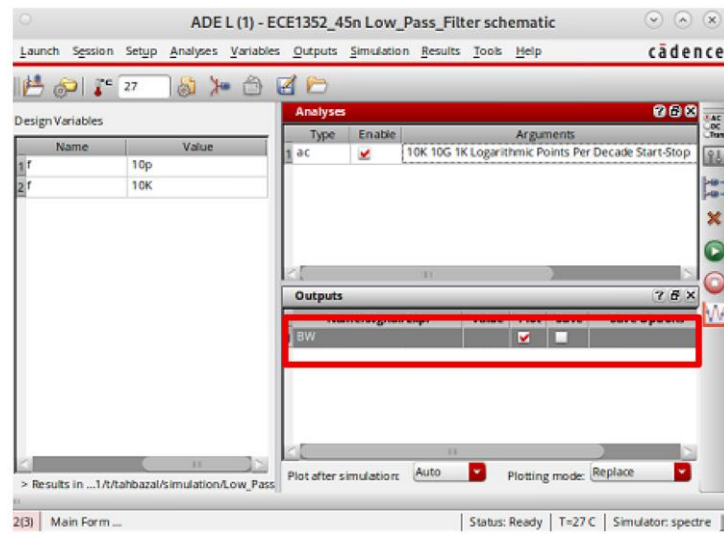 ADE L (1) - ECE1352_45n Low_Pass_Filter schematic
Launch Session Setup Analyses Variables Outputs Simulation Results Tools Help cādence
27
Design Variables
Name Value
1 f 10p
2 f 10K
Analyses
Type Enable Arguments
1 ac 10K 10G 1K Logarithmic Points Per Decade Start-Stop
AC
DC
Trans
Outputs
BW
Plot after simulation: Auto Plotting mode: Replace
> Results in ...1/t/tahbazal/simulation/Low_Pass
2(3) Main Form ... Status: Ready T=27 C Simulator: spectre